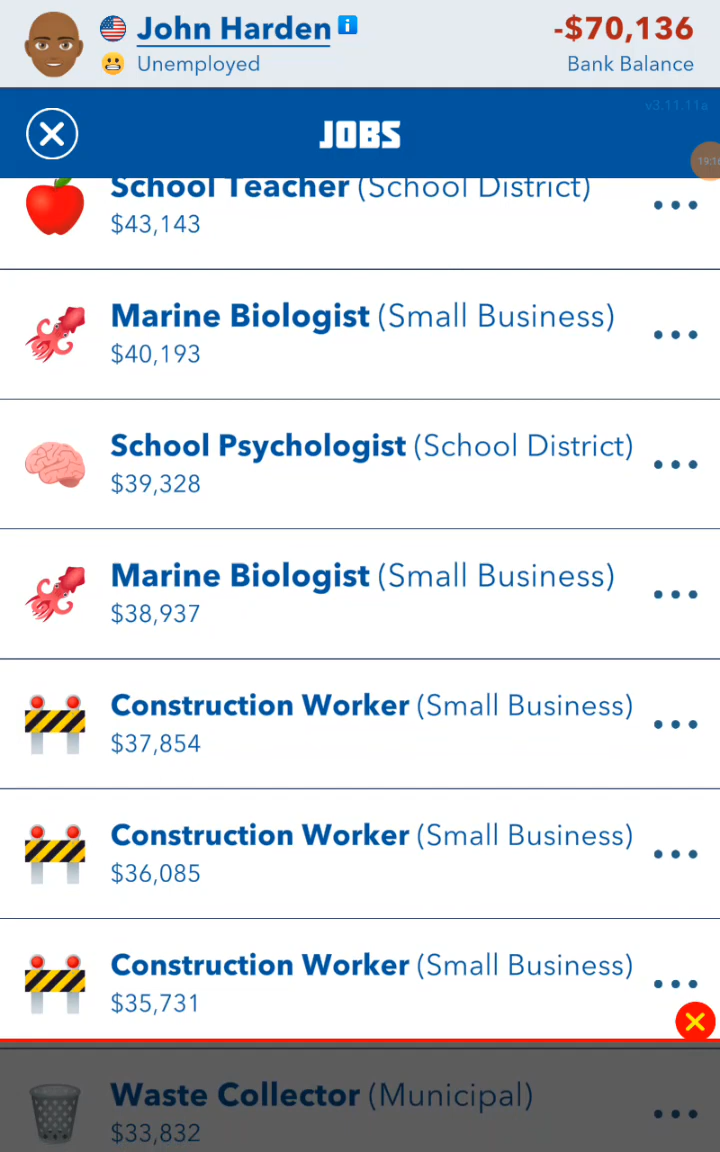 John Harden i
-$70,136
Unemployed
Bank Balance
v3.11.11a
JOBS
School Teacher (School District)
$43,143
Marine Biologist (Small Business)
$40,193
School Psychologist (School District)
$39,328
Marine Biologist (Small Business)
$38,937
Construction Worker (Small Business)
$37,854
Construction Worker (Small Business)
$36,085
Construction Worker (Small Business)
$35,731
Waste Collector (Municipal)
$33,832